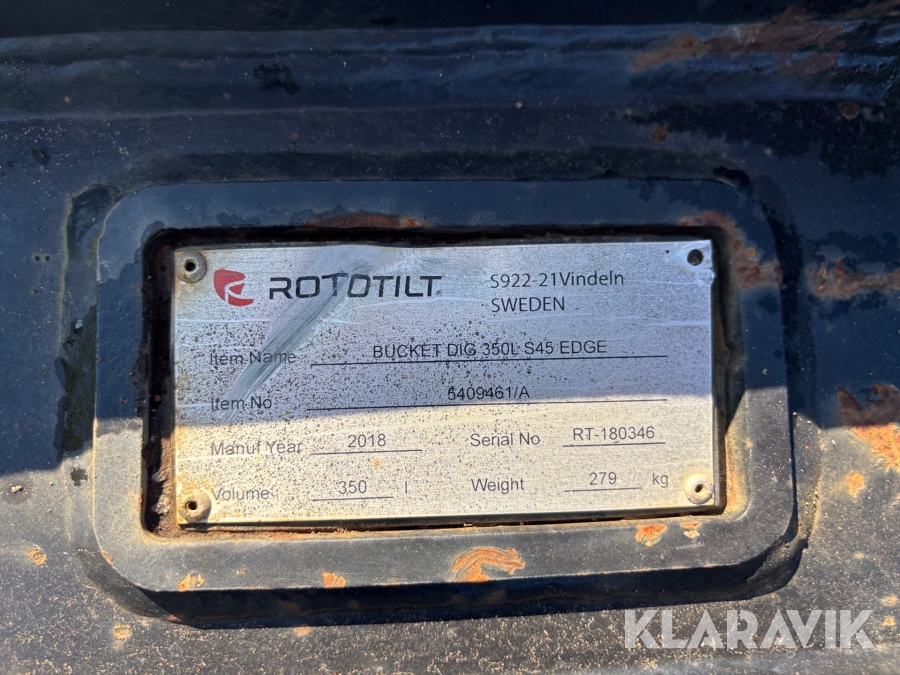 ROTOTILT S922-21Vindeln
SWEDEN
Item Name BUCKET DIG 350L S45 EDGE
Item No 5409461/A
Manuf Year 2018 Serial No RT-180346
Volume 350 l Weight 279 kg
KLARAVIK